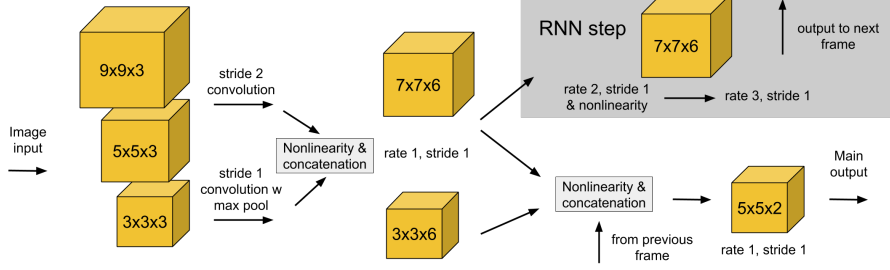 Image
input
9x9x3
5x5x3
3x3x3
stride 2
convolution
stride 1
convolution w
max pool
Nonlinearity &
concatenation
7x7x6
rate 1, stride 1
3x3x6
RNN step
7x7x6
rate 2, stride 1
& nonlinearity
rate 3, stride 1
output to next
frame
Nonlinearity &
concatenation
from previous
frame
5x5x2
rate 1, stride 1
Main
output